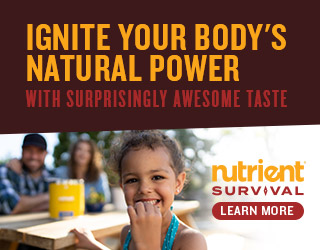 IGNITE YOUR BODY'S
NATURAL POWER
WITH SURPRISINGLY AWESOME TASTE
nutrient
SURVIVAL
LEARN MORE